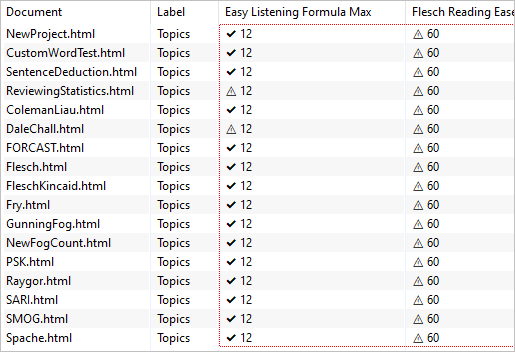 Document Label Easy Listening Formula Max Flesch Reading Ease
NewProject.html Topics ✓ 12 ⚠ 60
CustomWordTest.html Topics ✓ 12 ⚠ 60
SentenceDeduction.html Topics ✓ 12 ⚠ 60
ReviewingStatistics.html Topics ⚠ 12 ⚠ 60
ColemanLiau.html Topics ✓ 12 ⚠ 60
DaleChall.html Topics ⚠ 12 ⚠ 60
FORCAST.html Topics ✓ 12 ⚠ 60
Flesch.html Topics ✓ 12 ⚠ 60
FleschKincaid.html Topics ✓ 12 ⚠ 60
Fry.html Topics ✓ 12 ⚠ 60
GunningFog.html Topics ✓ 12 ⚠ 60
NewFogCount.html Topics ✓ 12 ⚠ 60
PSK.html Topics ✓ 12 ⚠ 60
Raygor.html Topics ✓ 12 ⚠ 60
SARI.html Topics ✓ 12 ⚠ 60
SMOG.html Topics ✓ 12 ⚠ 60
Spache.html Topics ✓ 12 ⚠ 60